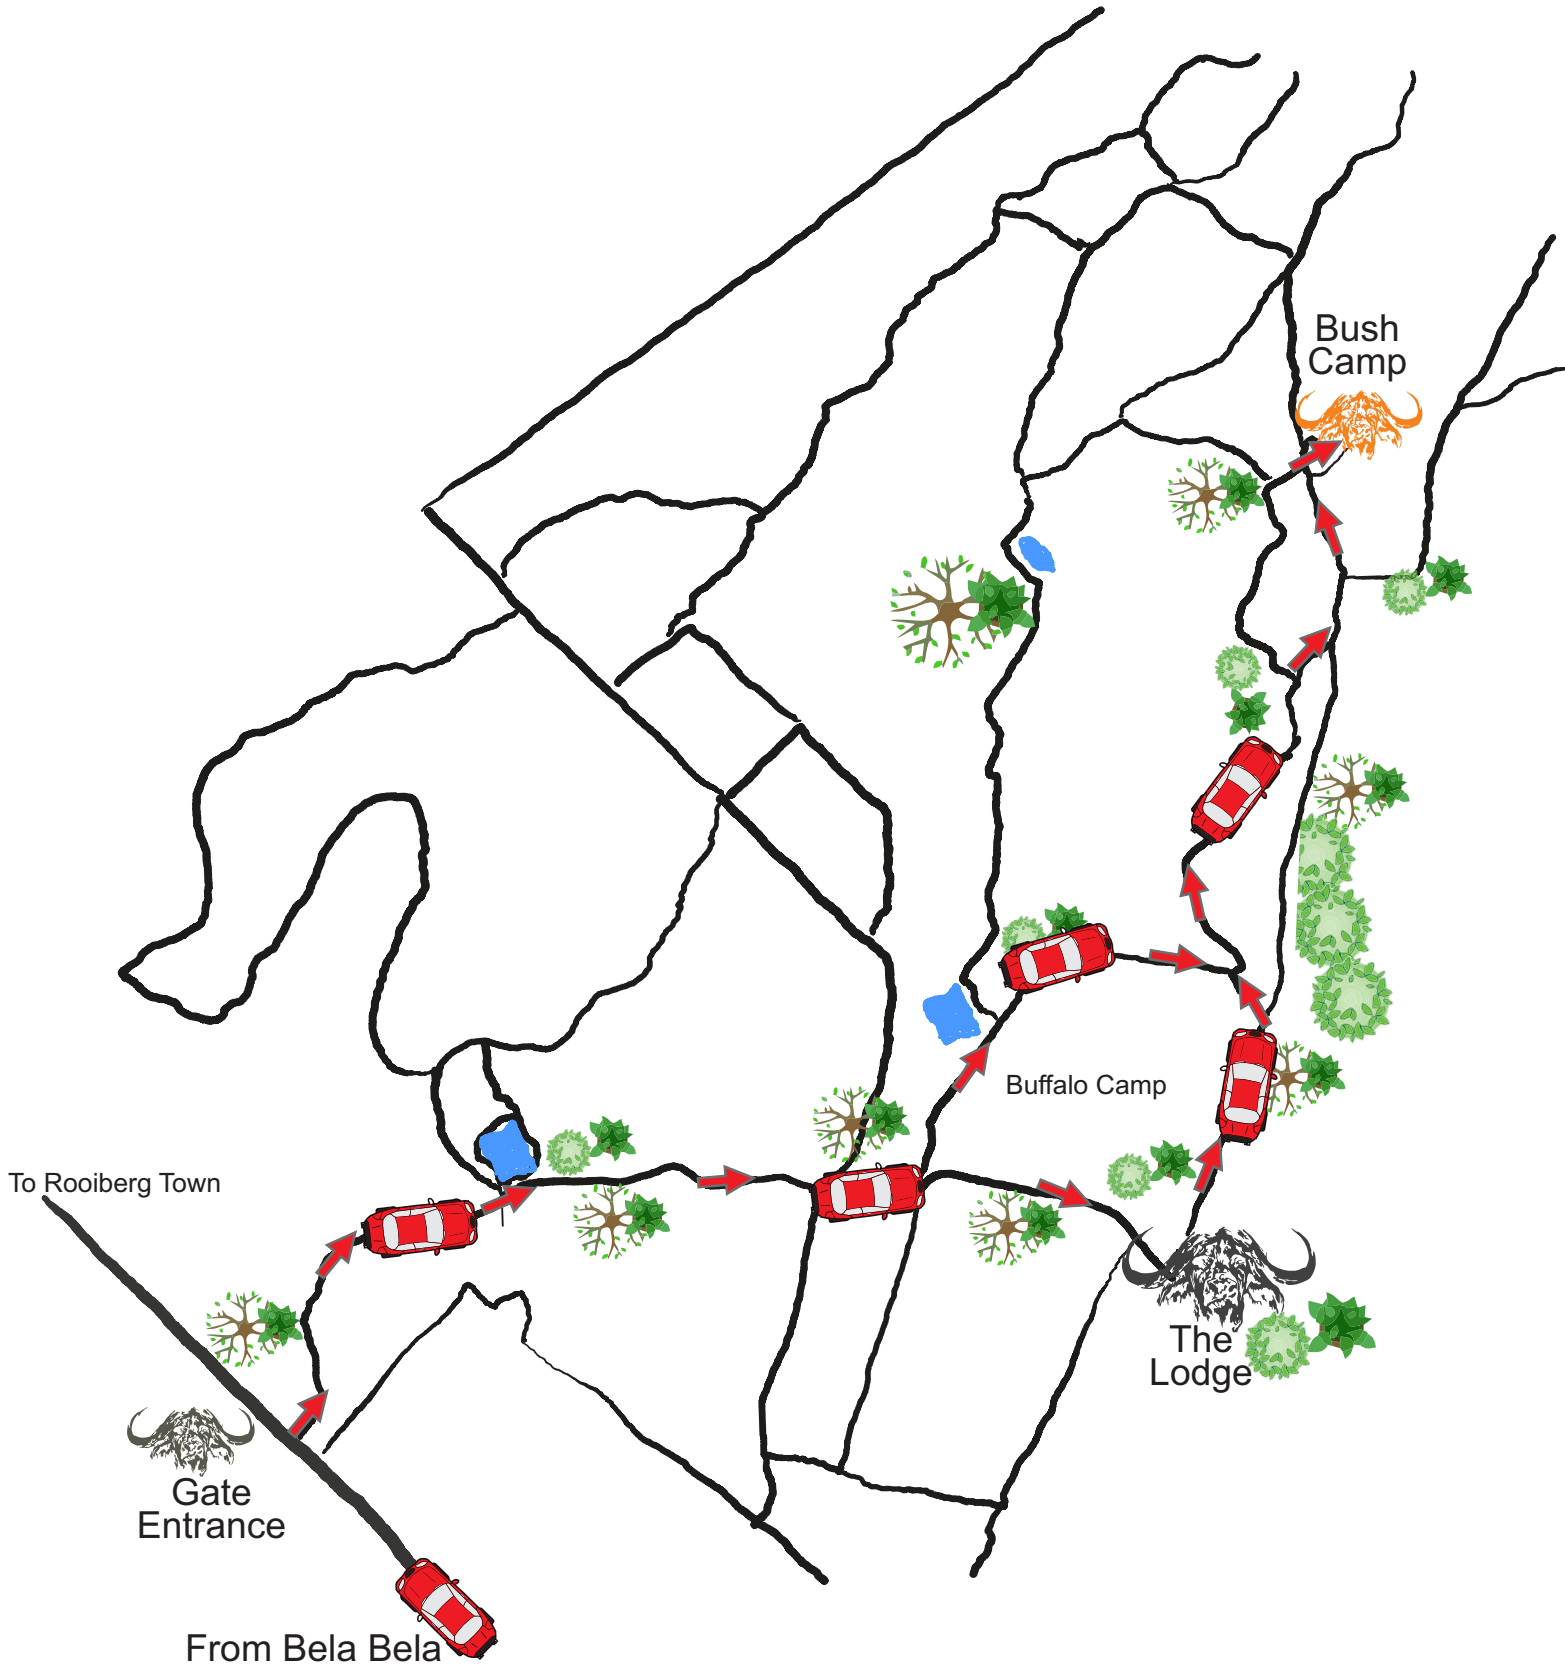 Bush
Camp
Buffalo Camp
To Rooiberg Town
The
Lodge
Gate
Entrance
From Bela Bela